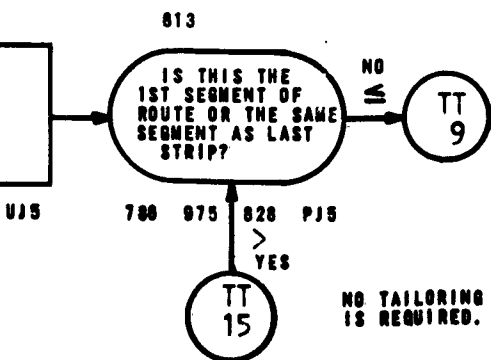 813
IS THIS THE
1ST SEGMENT OF
ROUTE OR THE SAME
SEGMENT AS LAST
STRIP?
NO
≤
TT
9
UJ5
780 975 828 PJ5
>
YES
TT
15
NO TAILORING
IS REQUIRED.